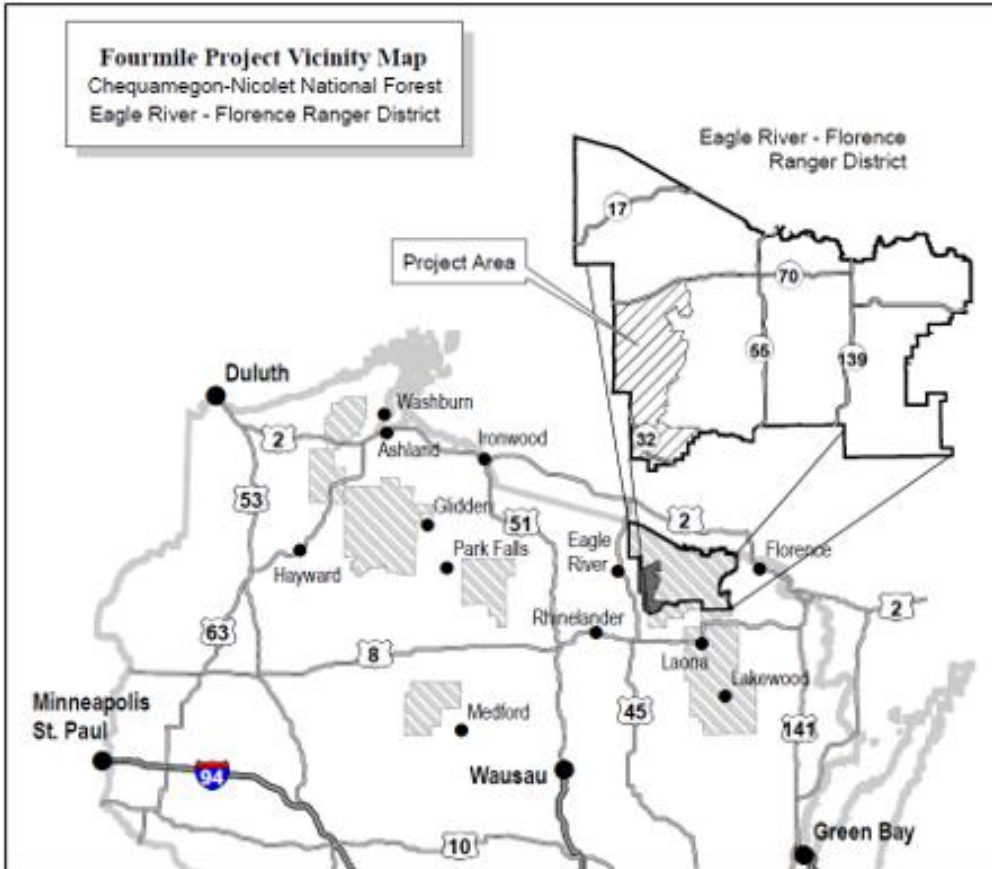 Fourmile Project Vicinity Map
Chequamegon-Nicolet National Forest
Eagle River - Florence Ranger District
Eagle River - Florence
Ranger District
17
Project Area
70
55
139
32
Duluth
Washburn
2
Ashland
Ironwood
53
Glidden
51
2
Eagle
River
Florence
Park Falls
Hayward
2
63
Rhinelander
8
Laona
Lakewood
Minneapolis
St. Paul
Medford
45
141
94
Wausau
Green Bay
10